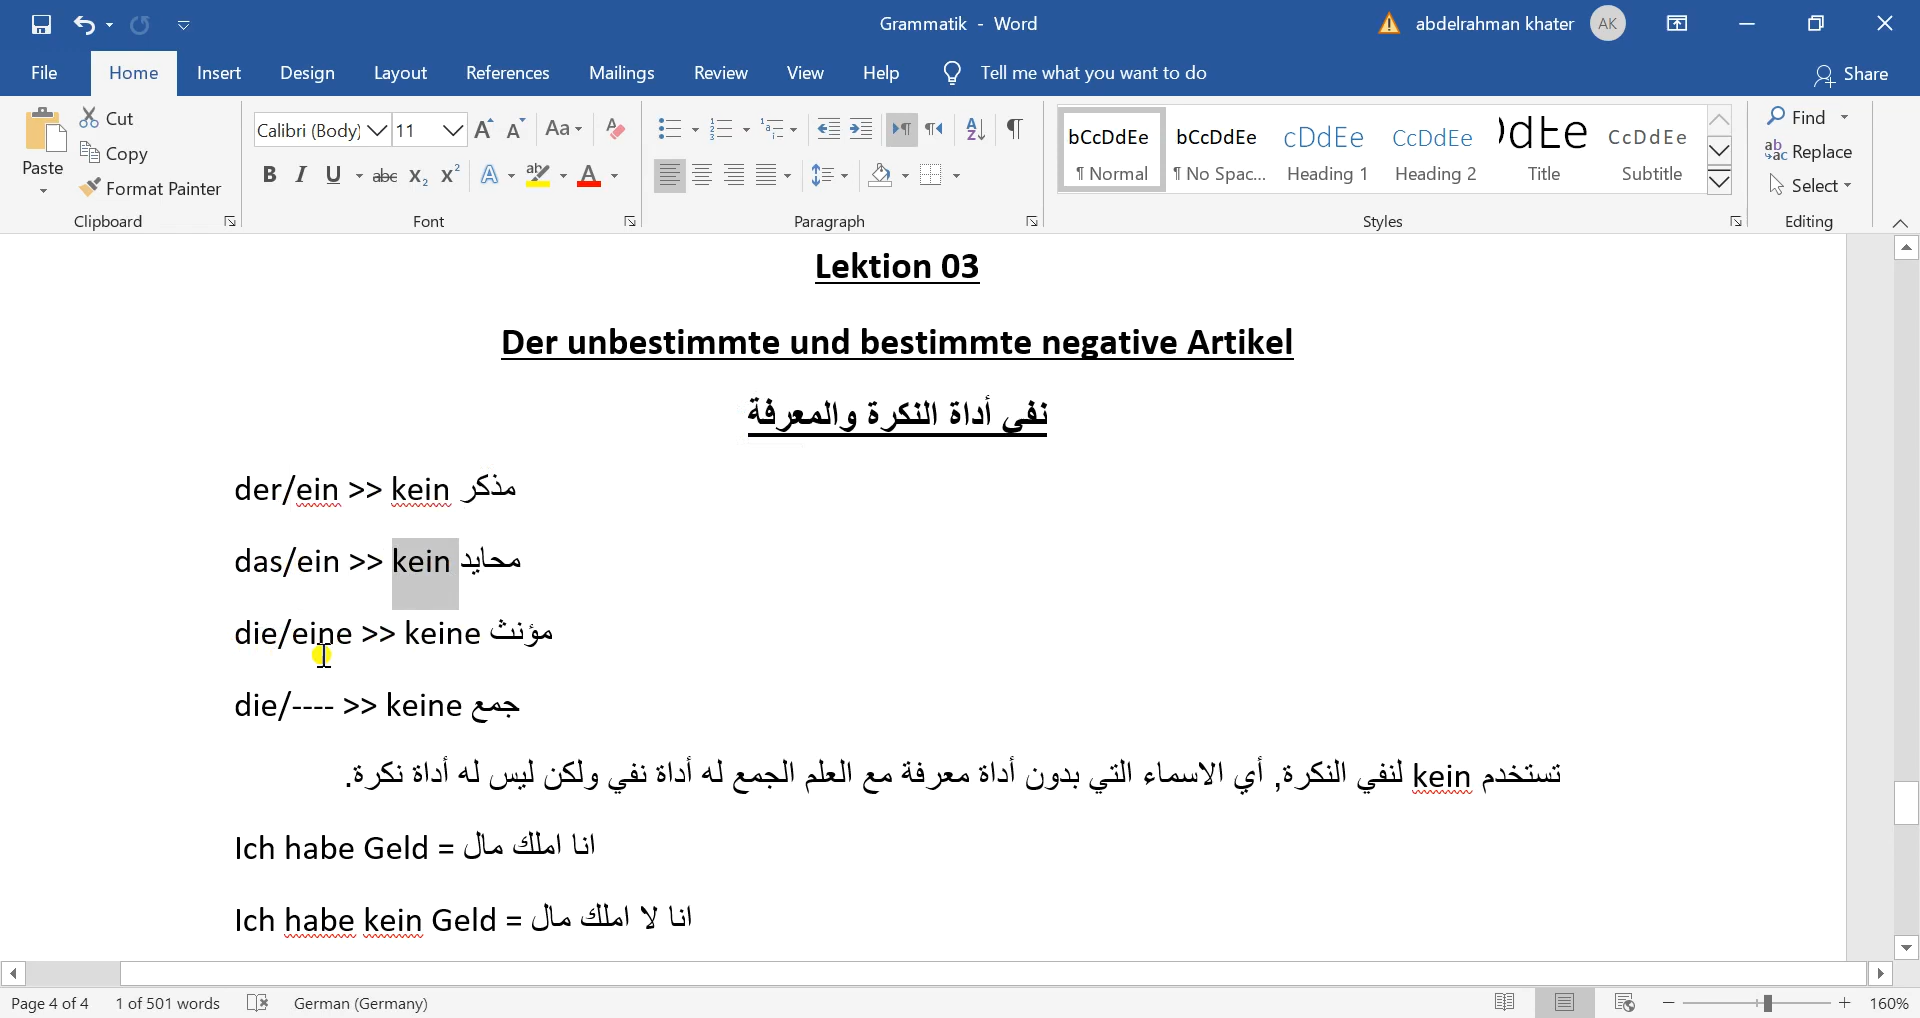 Grammatik - Word
abdelrahman khater AK
File Home Insert Design Layout References Mailings Review View Help Tell me what you want to do Share
Paste
Cut
Copy
Format Painter
Clipboard
Calibri (Body) 11
Font
Paragraph
bCcDdEe bCcDdEe cDdEe CcDdEe CcDdEe
¶ Normal ¶ No Spac... Heading 1 Heading 2 Title Subtitle
Styles
Find
Replace
Select
Editing
Lektion 03
Der unbestimmte und bestimmte negative Artikel
نفي أداة النكرة والمعرفة
der/ein >> kein مذكر
das/ein >> kein محايد
die/eine >> keine مؤنث
die/---- >> keine جمع
تستخدم kein لنفي النكرة, أي الاسماء التي بدون أداة معرفة مع العلم الجمع له أداة نفي ولكن ليس له أداة نكرة.
Ich habe Geld = انا املك مال
Ich habe kein Geld = انا لا املك مال
Page 4 of 4 1 of 501 words German (Germany) 160%